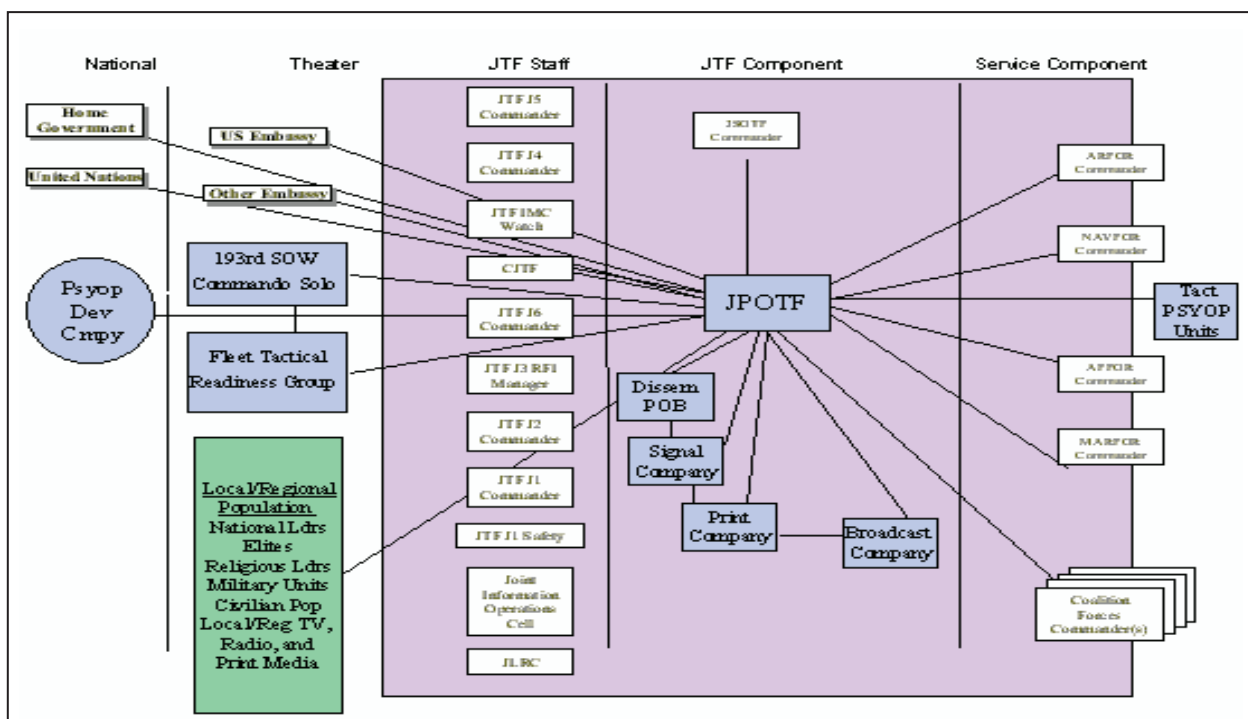 National
Theater
JTF Staff
JTF Component
Service Component
Home
Government
United Nations
Psyop
Dev
Cmpy
US Embassy
Other Embassy
193rd SOW
Commando Solo
Fleet Tactical
Readiness Group
Local/Regional
Population
National Ldrs
Elites
Religious Ldrs
Military Units
Civilian Pop
Local/Reg TV,
Radio, and
Print Media
JTF J5
Commander
JTF J4
Commander
JTF IMC
Watch
CJTF
JTF J6
Commander
JTF J3 RFI
Manager
JTF J2
Commander
JTF J1
Commander
JTF J1 Safety
Joint
Information
Operations
Cell
JLRC
JSOTF
Commander
JPOTF
Dissem
POB
Signal
Company
Print
Company
Broadcast
Company
ARFOR
Commander
NAVFOR
Commander
Tact
PSYOP
Units
AFFOR
Commander
MARFOR
Commander
Coalition
Forces
Commander(s)